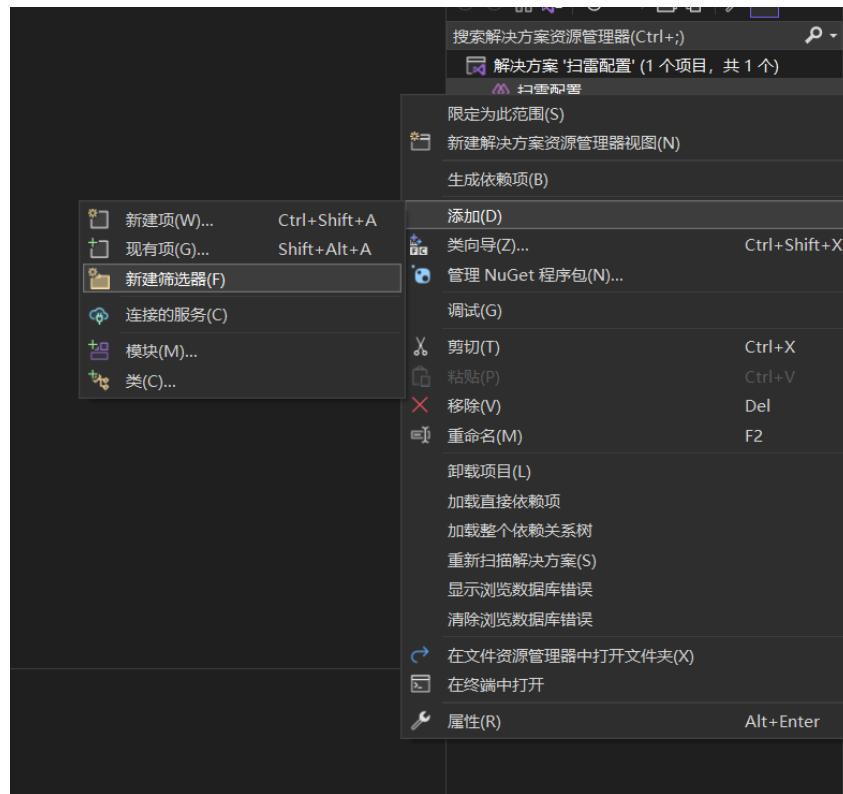 搜索解决方案资源管理器(Ctrl+;)
解决方案 '扫雷配置' (1 个项目，共 1 个)
扫雷配置
限定为此范围(S)
新建解决方案资源管理器视图(N)
生成依赖项(B)
添加(D)
类向导(Z)... Ctrl+Shift+X
管理 NuGet 程序包(N)...
调试(G)
剪切(T) Ctrl+X
粘贴(P) Ctrl+V
移除(V) Del
重命名(M) F2
卸载项目(L)
加载直接依赖项
加载整个依赖关系树
重新扫描解决方案(S)
显示浏览数据库错误
清除浏览数据库错误
在文件资源管理器中打开文件夹(X)
在终端中打开
属性(R) Alt+Enter
新建项(W)... Ctrl+Shift+A
现有项(G)... Shift+Alt+A
新建筛选器(F)
连接的服务(C)
模块(M)...
类(C)...